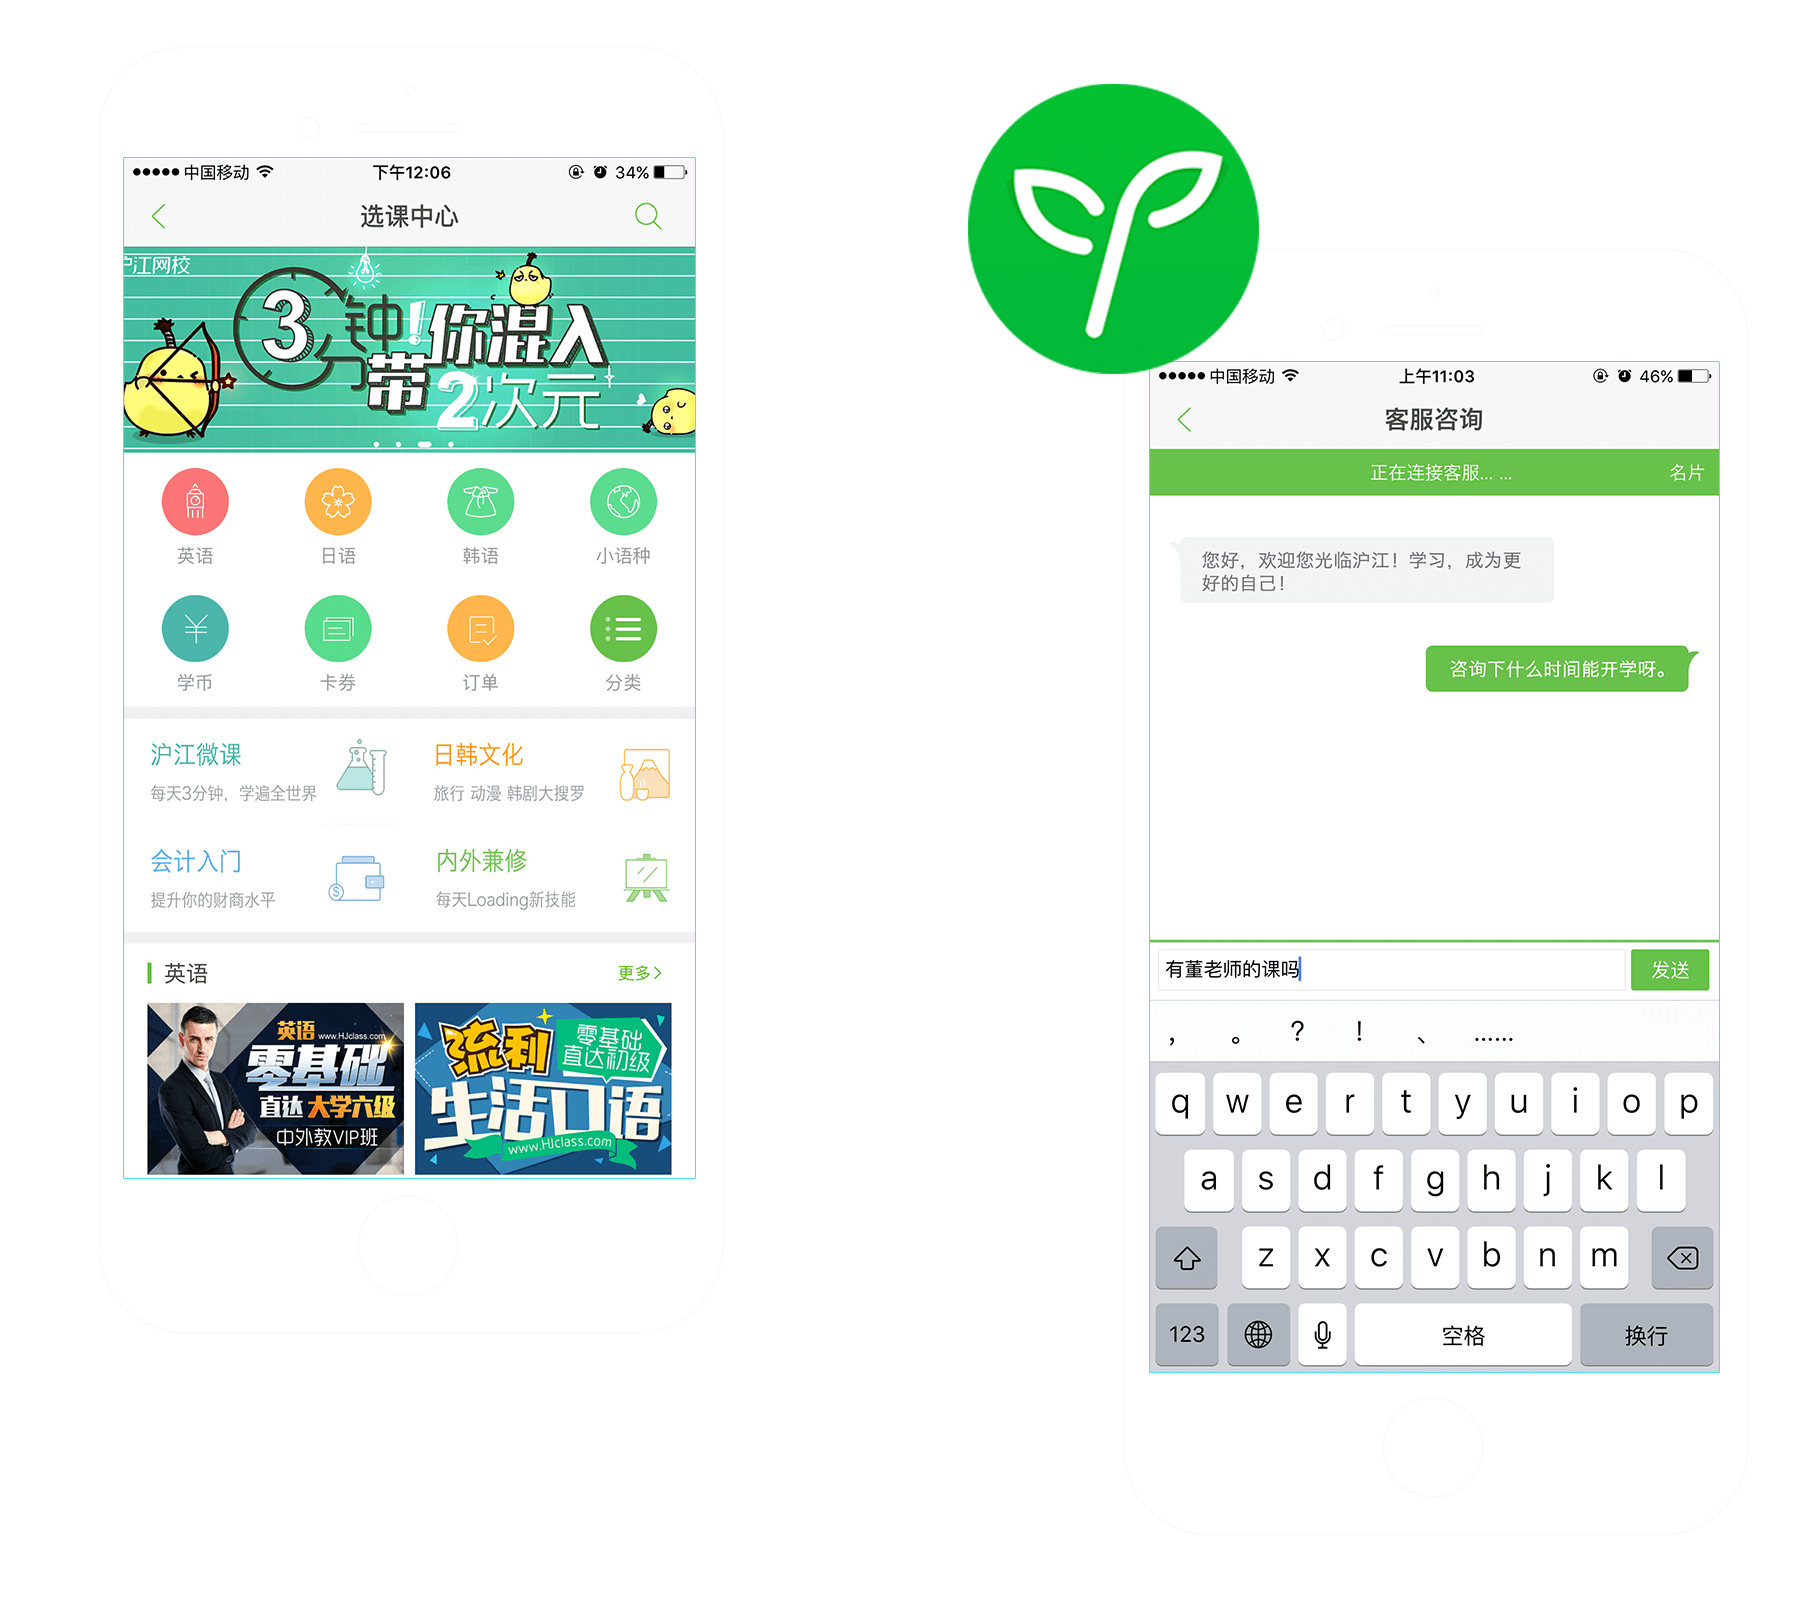 中国移动 下午12:06 34%
选课中心
沪江网校
3分钟!带你混入
2次元
英语 日语 韩语 小语种
学币 卡券 订单 分类
沪江微课
每天3分钟，学遍全世界
日韩文化
旅行 动漫 韩剧大搜罗
会计入门
提升你的财商水平
内外兼修
每天Loading新技能
英语 更多
英语 www.HJclass.com
零基础
直达 大学六级
中外教VIP班
流利 零基础
直达初级
生活口语
www.HJclass.com
中国移动 上午11:03 46%
客服咨询
正在连接客服... ... 名片
您好，欢迎您光临沪江！学习，成为更
好的自己！
咨询下什么时间能开学呀。
有董老师的课吗 发送
， 。 ？ ！ 、 ……
q w e r t y u i o p
a s d f g h j k l
z x c v b n m
123 空格 换行